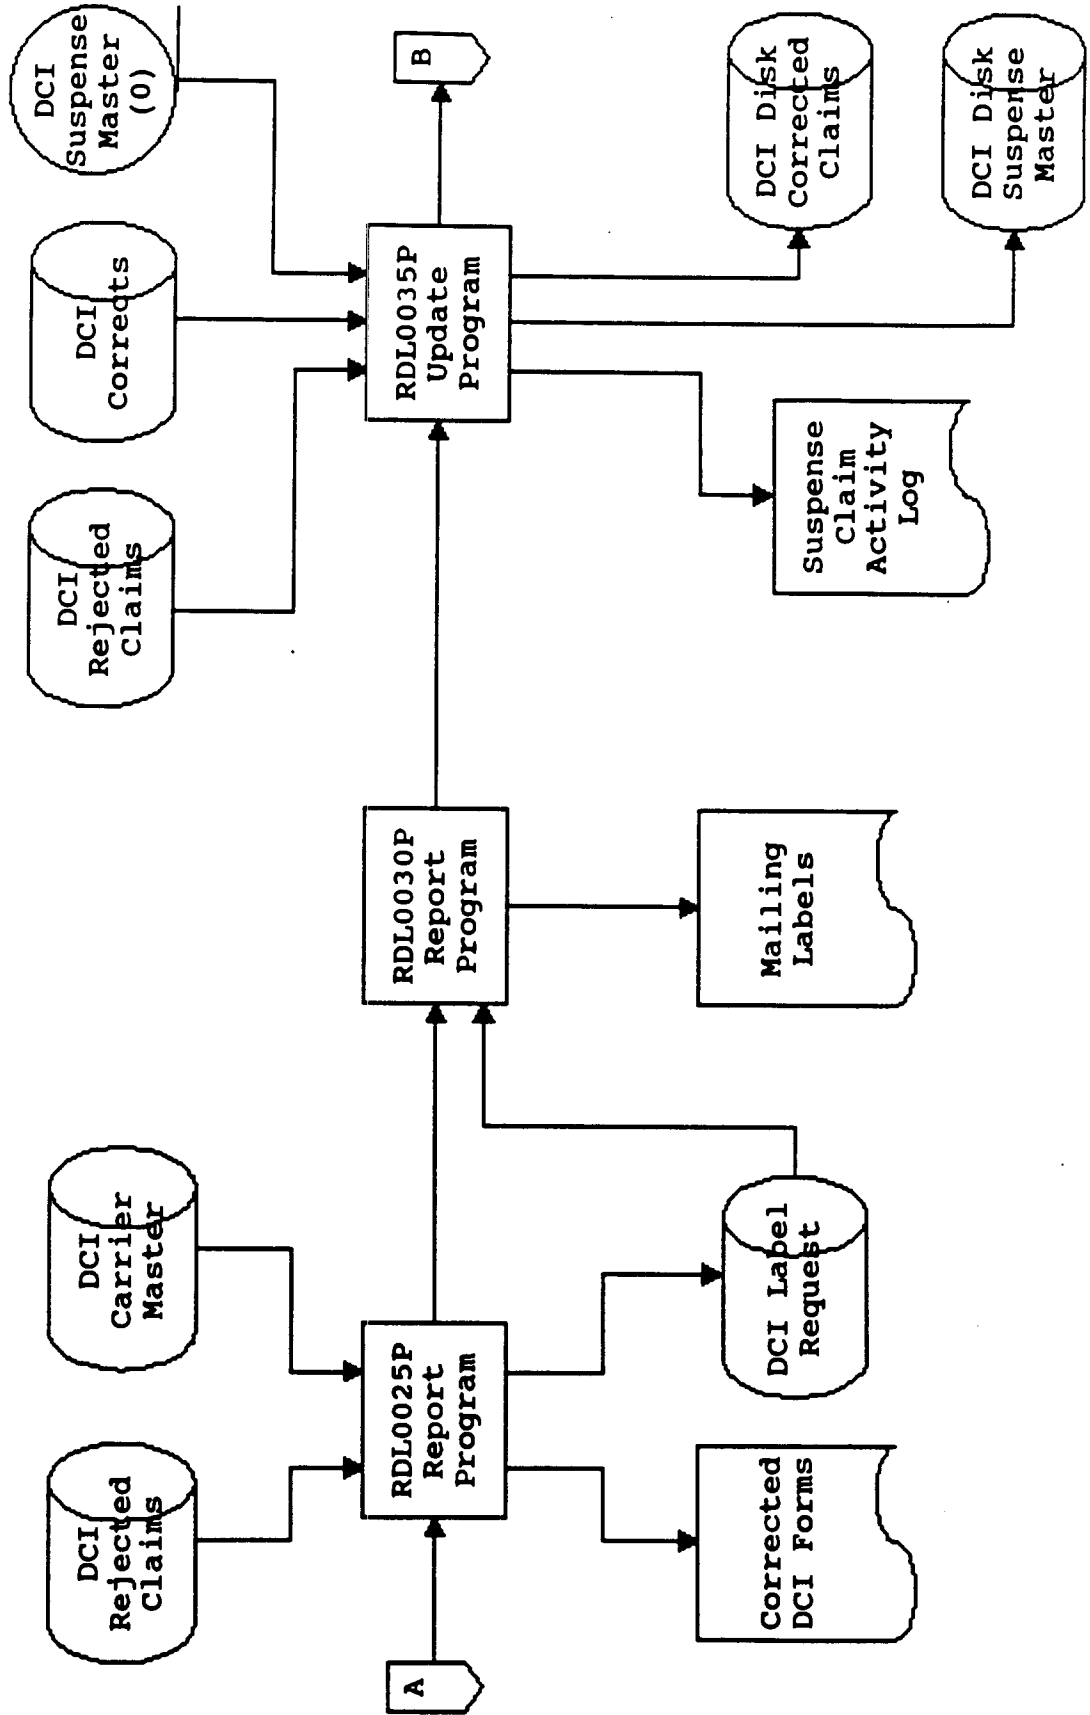 DCI
Rejected
Claims
DCI
Carrier
Master
DCI
Rejected
Claims
DCI
Corrects
DCI
Suspense
Master
(0)
A
RDL0025P
Report
Program
RDL0030P
Report
Program
RDL0035P
Update
Program
B
Corrected
DCI Forms
DCI Label
Request
Mailing
Labels
Suspense
Claim
Activity
Log
DCI Disk
Corrected
Claims
DCI Disk
Suspense
Master